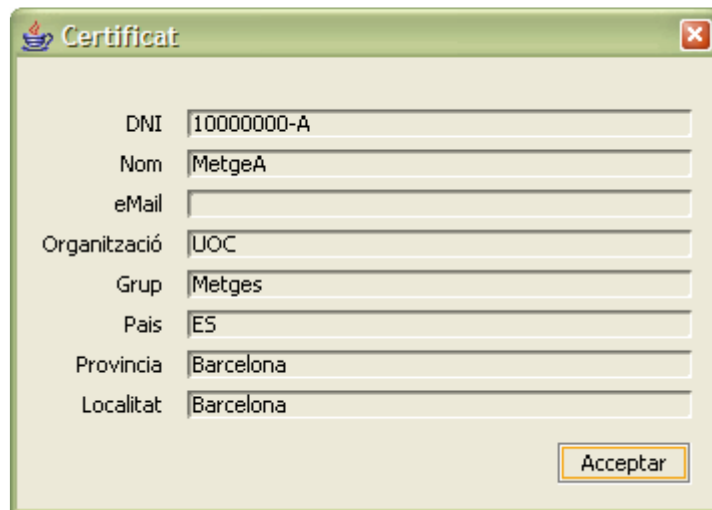 Certificat
DNI 10000000-A
Nom MetgeA
eMail
Organització UOC
Grup Metges
Pais ES
Provincia Barcelona
Localitat Barcelona
Acceptar